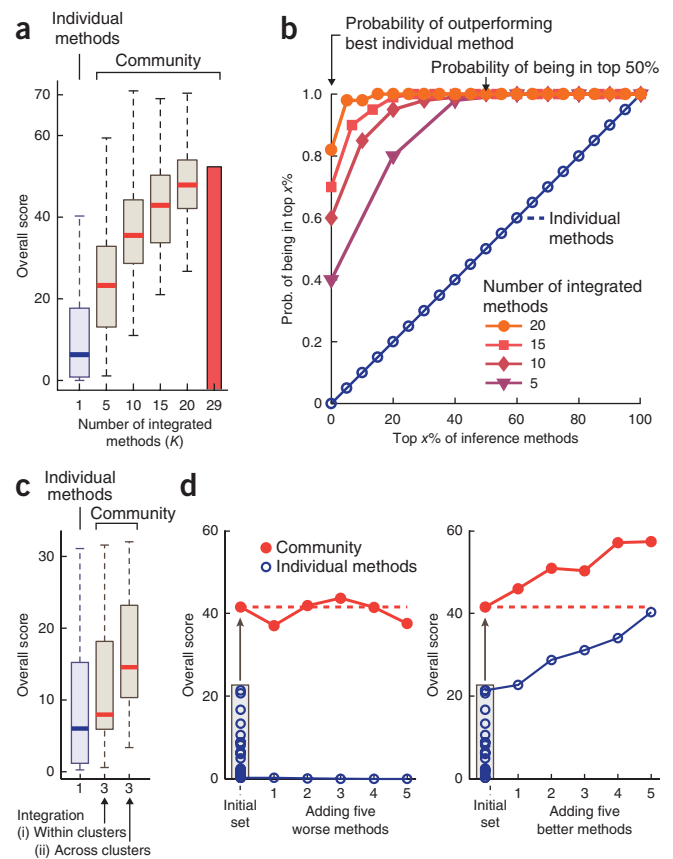 a
Individual
methods
Community
70
60
40
20
0
Overall score
1 5 10 15 20 29
Number of integrated
methods (K)
b
Probability of outperforming
best individual method
Probability of being in top 50%
1.0
0.8
0.6
0.4
0.2
0
Prob. of being in top x%
Individual
methods
Number of integrated
methods
20
15
10
5
0 20 40 60 80 100
Top x% of inference methods
c
Individual
methods
Community
30
20
10
0
Overall score
1 3 3
Integration
(i) Within clusters
(ii) Across clusters
d
60
40
20
0
Overall score
Community
Individual methods
Initial
set
1 2 3 4 5
Adding five
worse methods
60
40
20
0
Overall score
Initial
set
1 2 3 4 5
Adding five
better methods